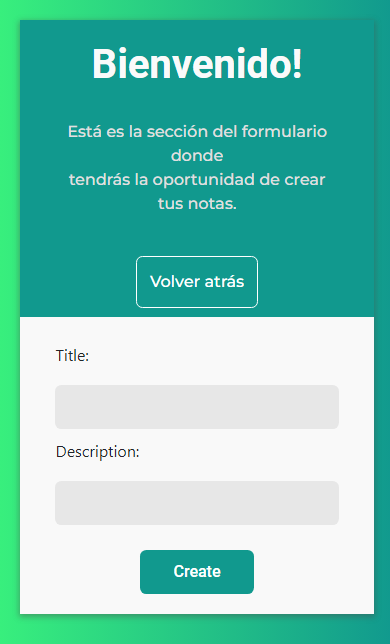 Bienvenido!
Está es la sección del formulario
donde
tendrás la oportunidad de crear
tus notas.
Volver atrás
Title:
Description:
Create